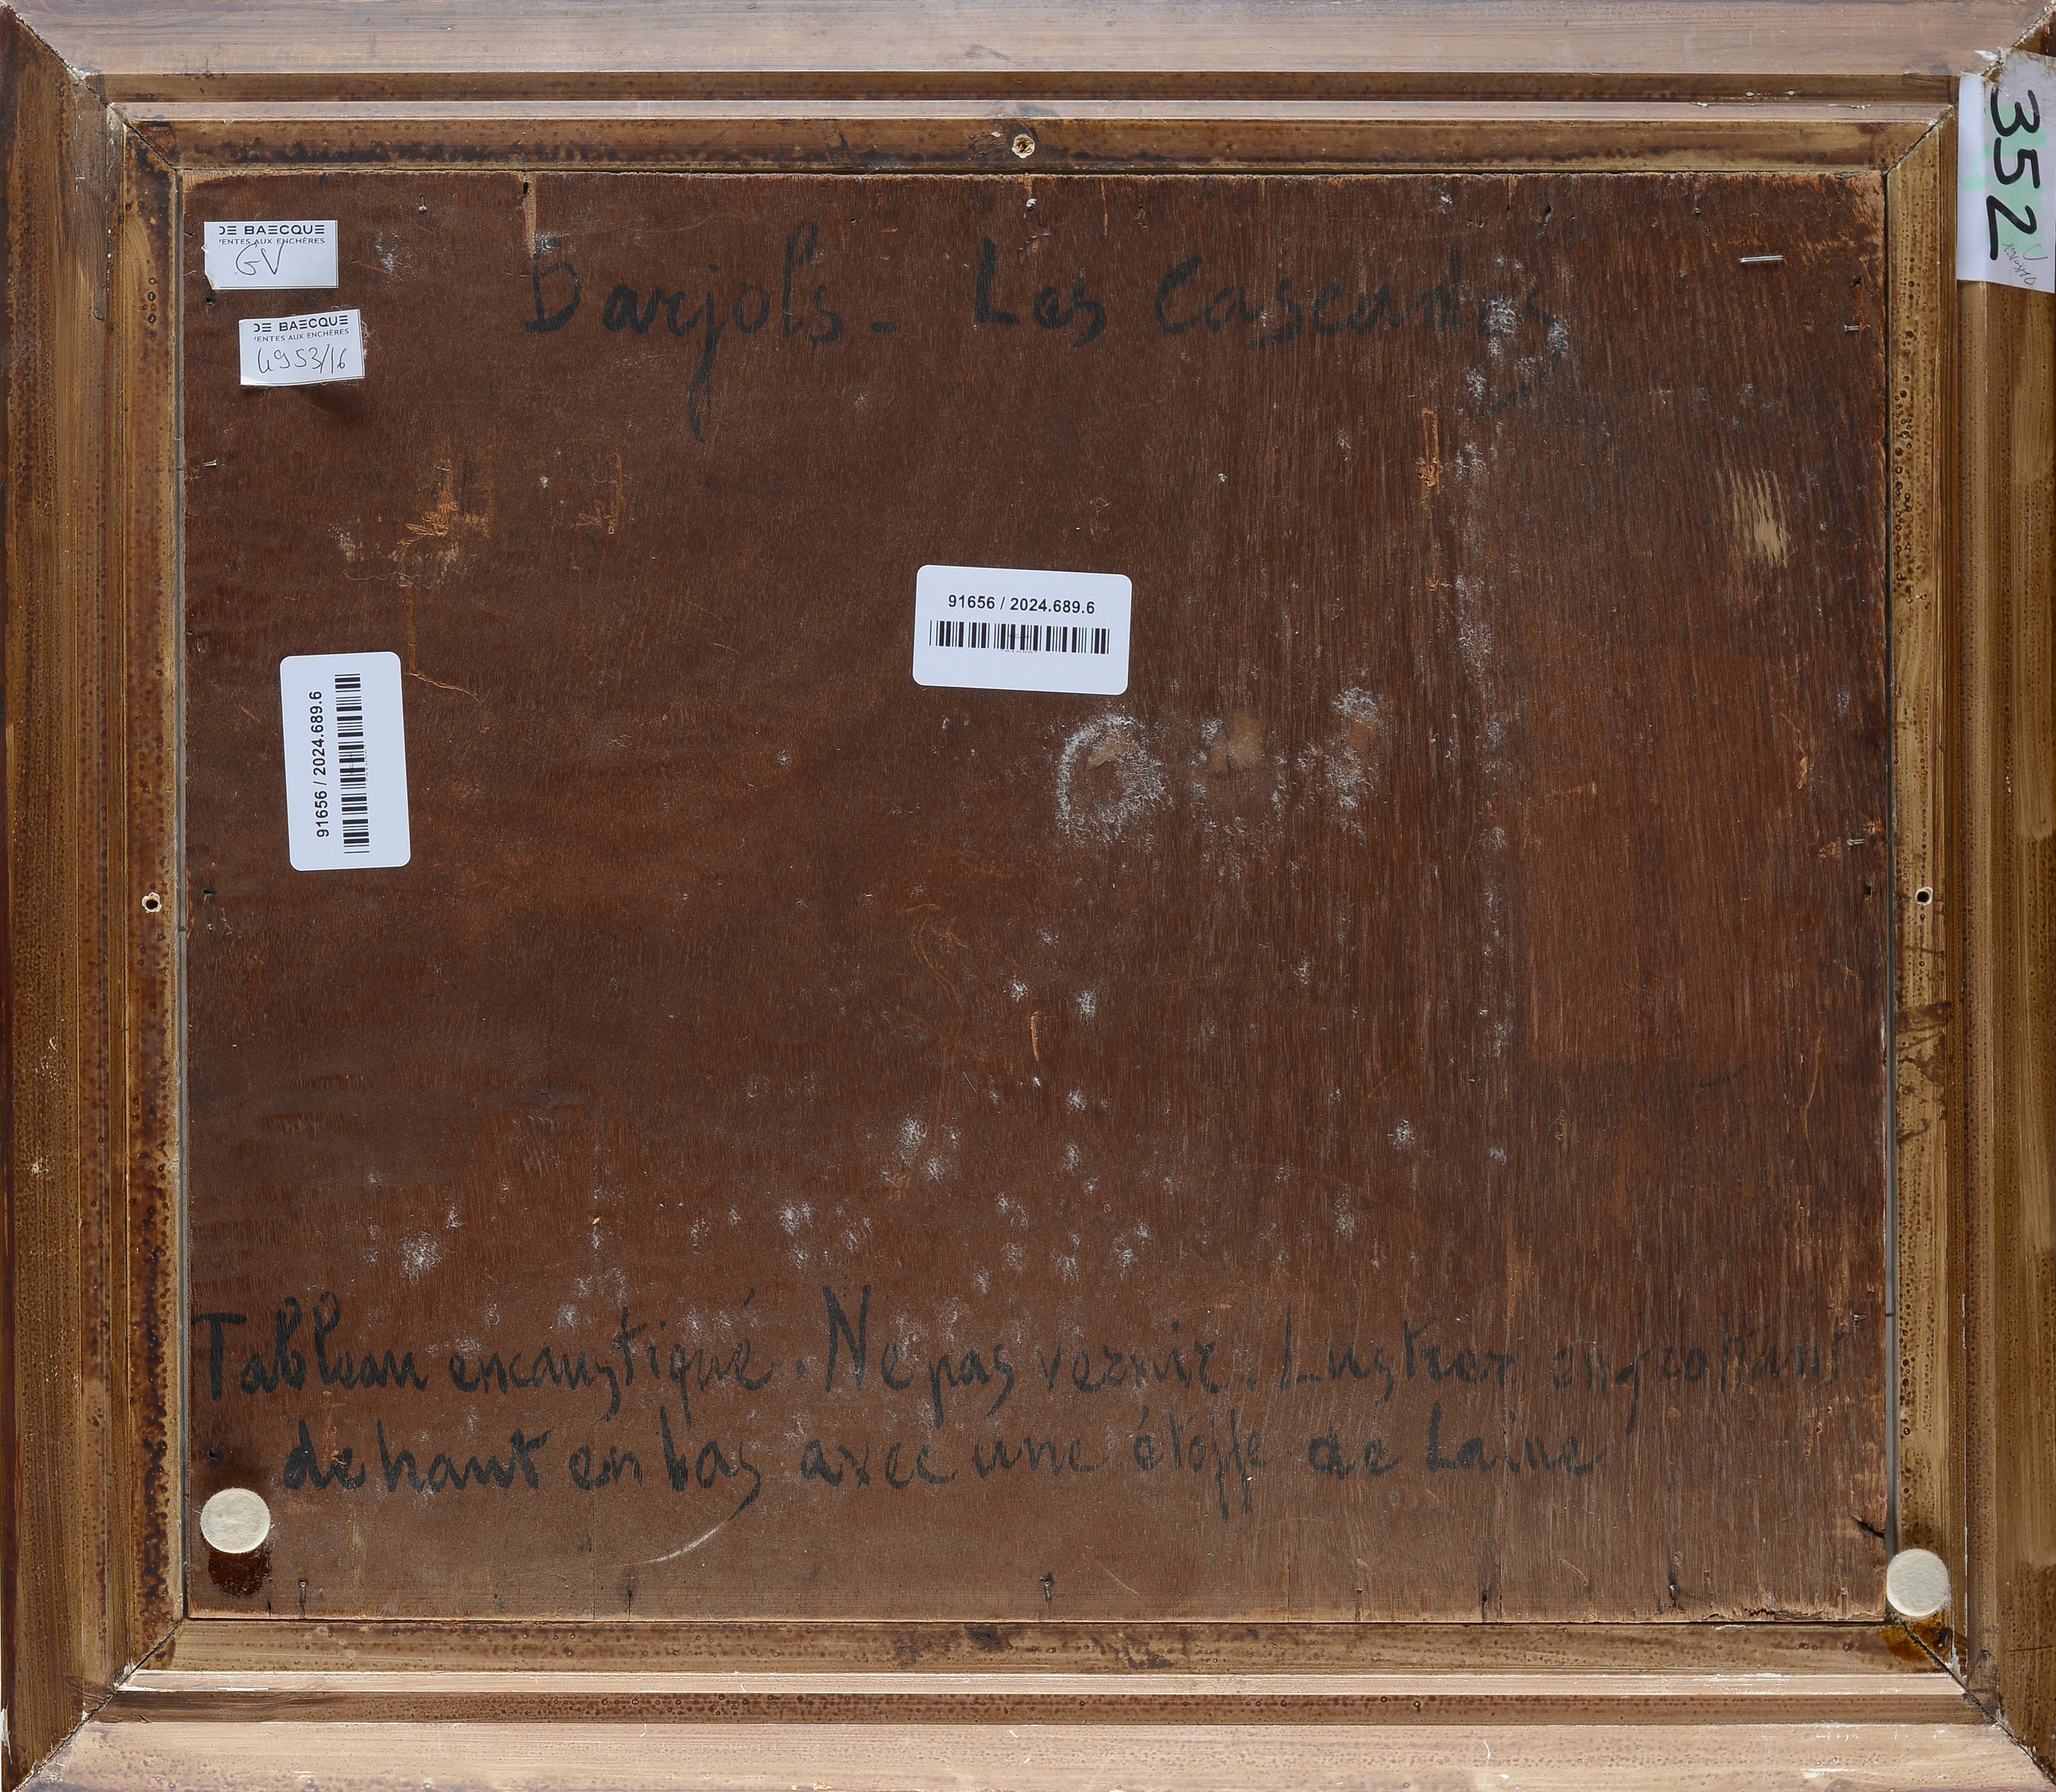 DE BAECQUE
VENTES AUX ENCHÈRES
GV
DE BAECQUE
VENTES AUX ENCHÈRES
4953/16
352
Barjols - Les Cascades
91656 / 2024.689.6
91656 / 2024.689.6
Tableau encaustiqué. Ne pas vernir. Lustrer en frottant
de haut en bas avec une étoffe de laine